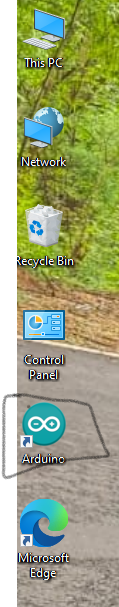 This PC
Network
Recycle Bin
Control
Panel
Arduino
Microsoft
Edge